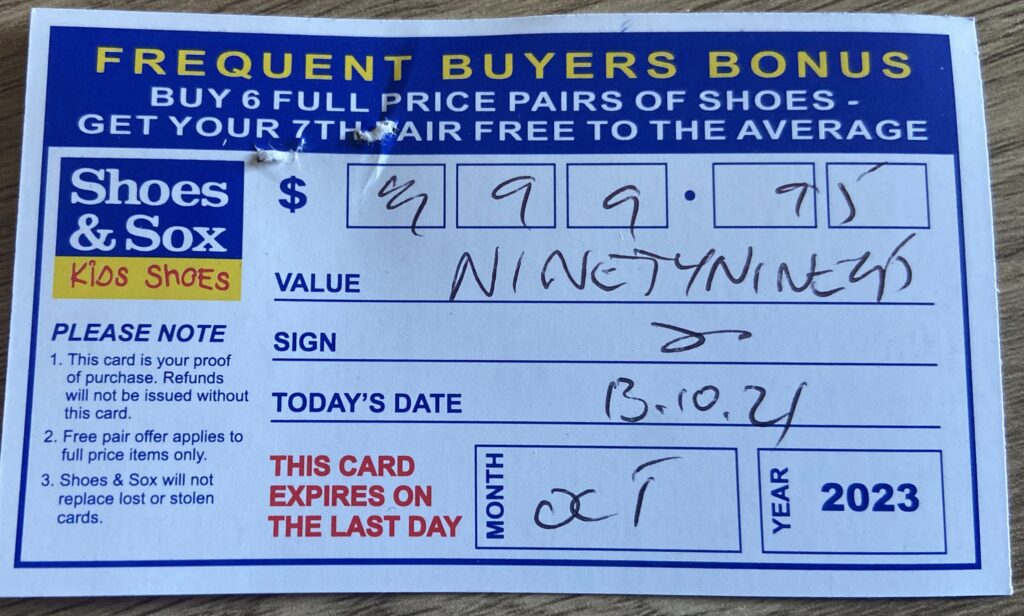 FREQUENT BUYERS BONUS
BUY 6 FULL PRICE PAIRS OF SHOES -
GET YOUR 7TH PAIR FREE TO THE AVERAGE
Shoes
& Sox
KIDS SHOES
$ 9 9 . 9 5
VALUE NINETYNINE 95
SIGN
TODAY'S DATE 13.10.21
PLEASE NOTE
1. This card is your proof
of purchase. Refunds
will not be issued without
this card.
2. Free pair offer applies to
full price items only.
3. Shoes & Sox will not
replace lost or stolen
cards.
THIS CARD
EXPIRES ON
THE LAST DAY
MONTH OCT
YEAR 2023